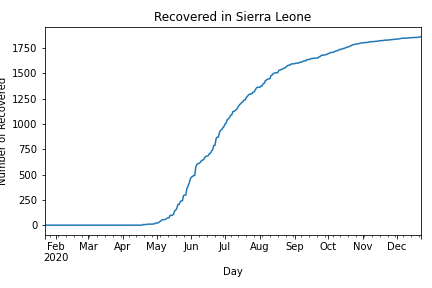 Recovered in Sierra Leone
Number of Recovered
1750
1500
1250
1000
750
500
250
0
Feb Mar Apr May Jun Jul Aug Sep Oct Nov Dec
2020
Day